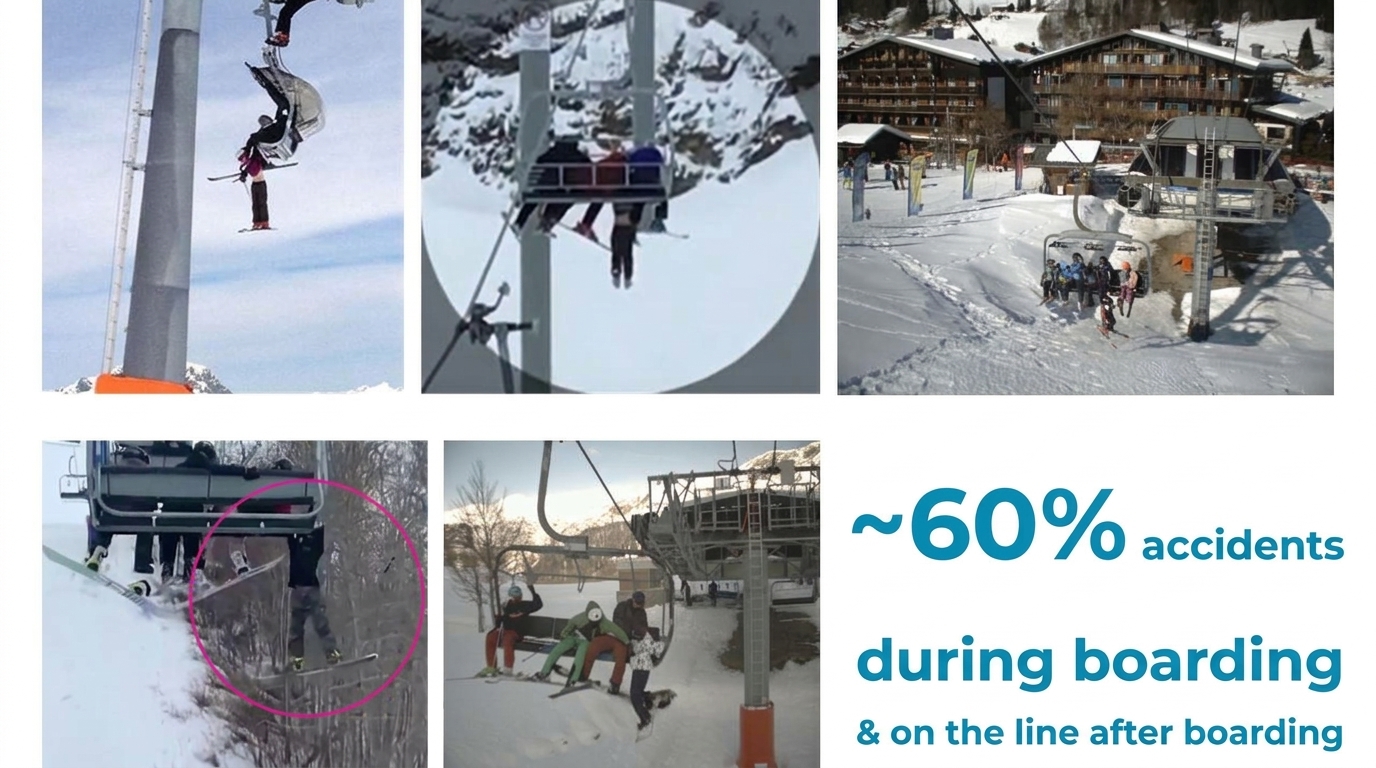 ~60% accidents
during boarding
& on the line after boarding